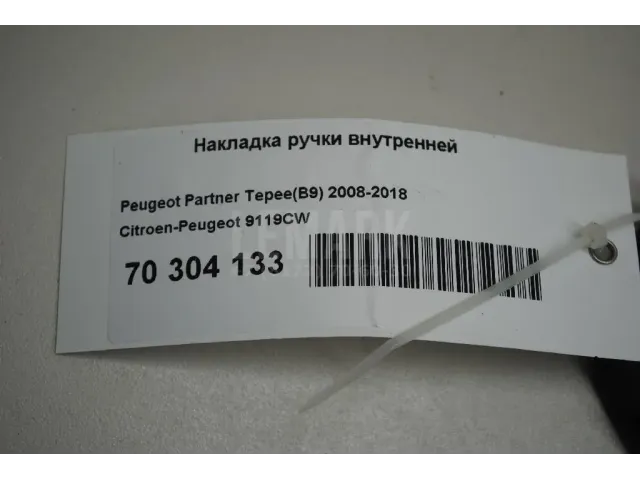 Накладка ручки внутренней
Peugeot Partner Tepee(B9) 2008-2018
Citroen-Peugeot 9119CW
70 304 133